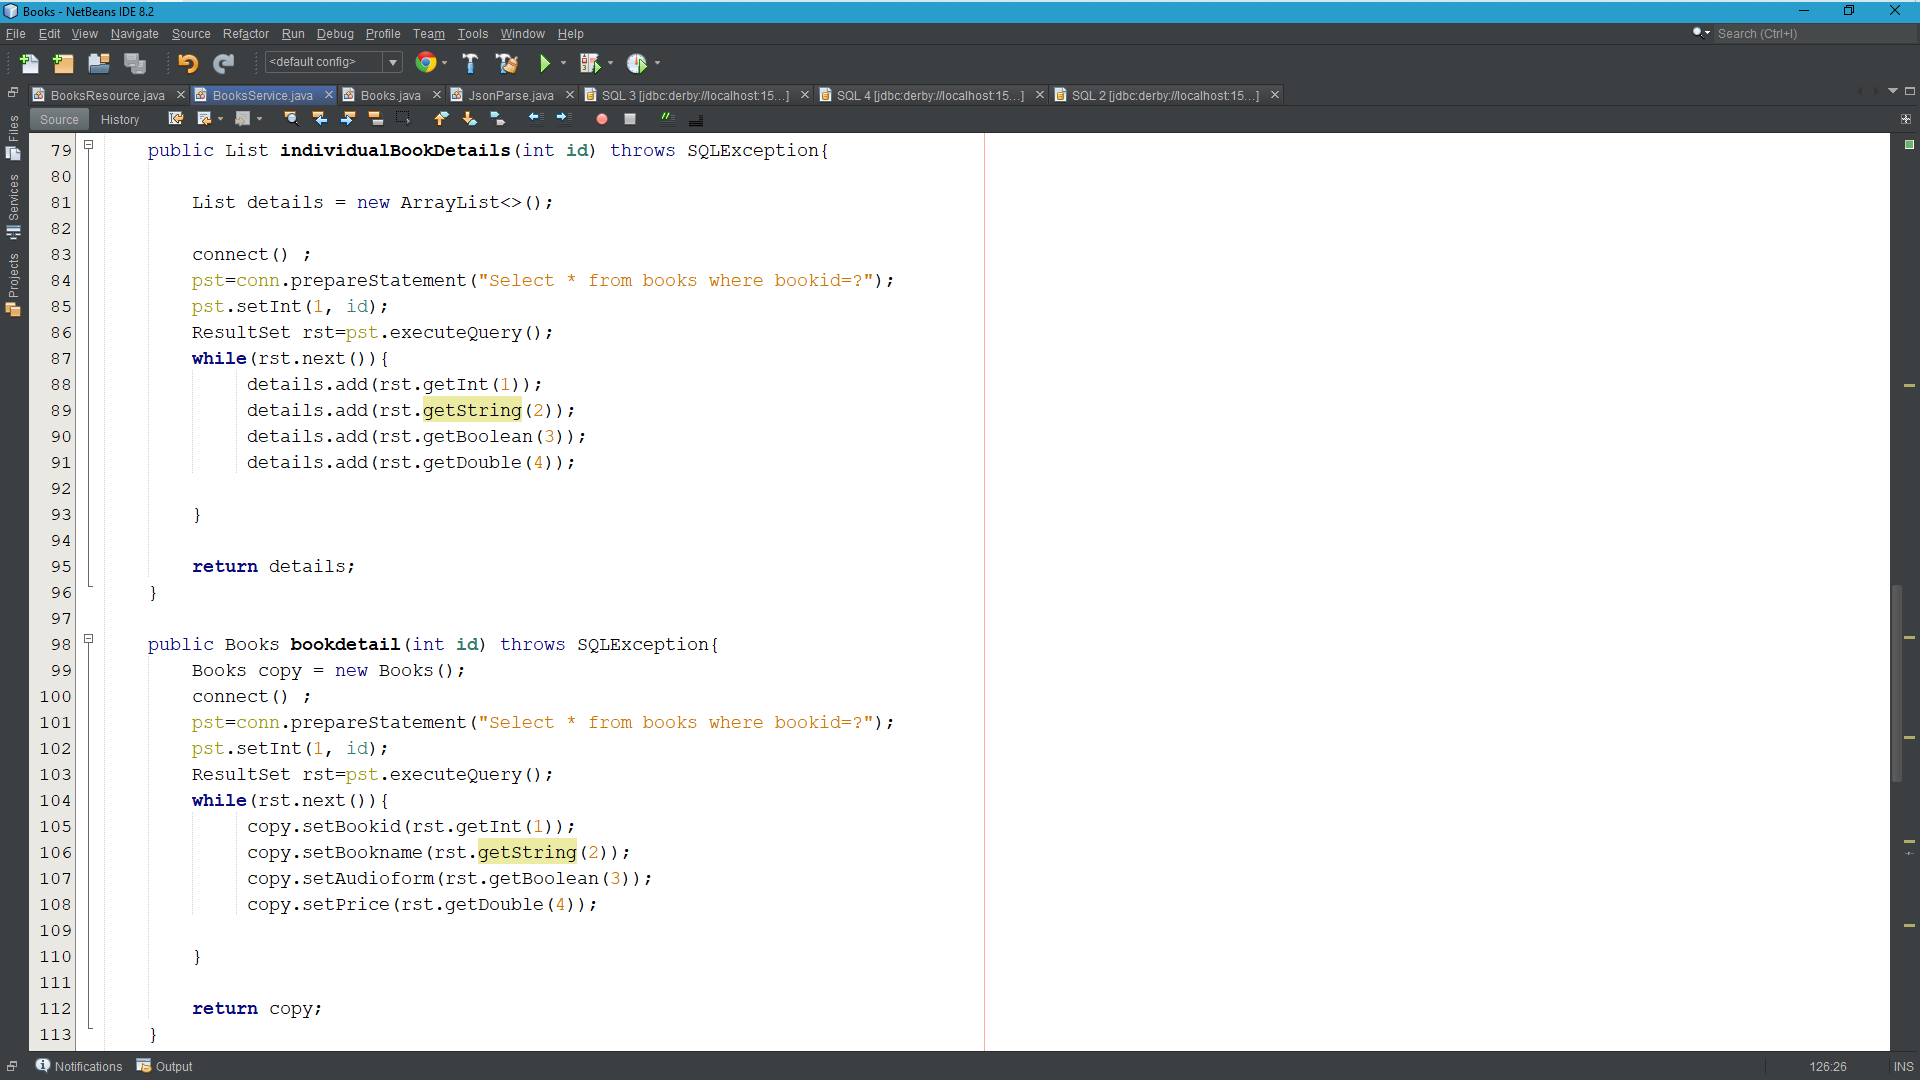 Books - NetBeans IDE 8.2
File Edit View Navigate Source Refactor Run Debug Profile Team Tools Window Help
Search (Ctrl+I)
<default config>
BooksResource.java BooksService.java Books.java JsonParse.java SQL 3 [jdbc:derby://localhost:15...] SQL 4 [jdbc:derby://localhost:15...] SQL 2 [jdbc:derby://localhost:15...]
Source History
Files
Services
Projects
79 public List individualBookDetails(int id) throws SQLException{
80
81 List details = new ArrayList<>();
82
83 connect() ;
84 pst=conn.prepareStatement("Select * from books where bookid=?");
85 pst.setInt(1, id);
86 ResultSet rst=pst.executeQuery();
87 while(rst.next()){
88 details.add(rst.getInt(1));
89 details.add(rst.getString(2));
90 details.add(rst.getBoolean(3));
91 details.add(rst.getDouble(4));
92
93 }
94
95 return details;
96 }
97
98 public Books bookdetail(int id) throws SQLException{
99 Books copy = new Books();
100 connect() ;
101 pst=conn.prepareStatement("Select * from books where bookid=?");
102 pst.setInt(1, id);
103 ResultSet rst=pst.executeQuery();
104 while(rst.next()){
105 copy.setBookid(rst.getInt(1));
106 copy.setBookname(rst.getString(2));
107 copy.setAudioform(rst.getBoolean(3));
108 copy.setPrice(rst.getDouble(4));
109
110 }
111
112 return copy;
113 }
Notifications Output
126:26 INS